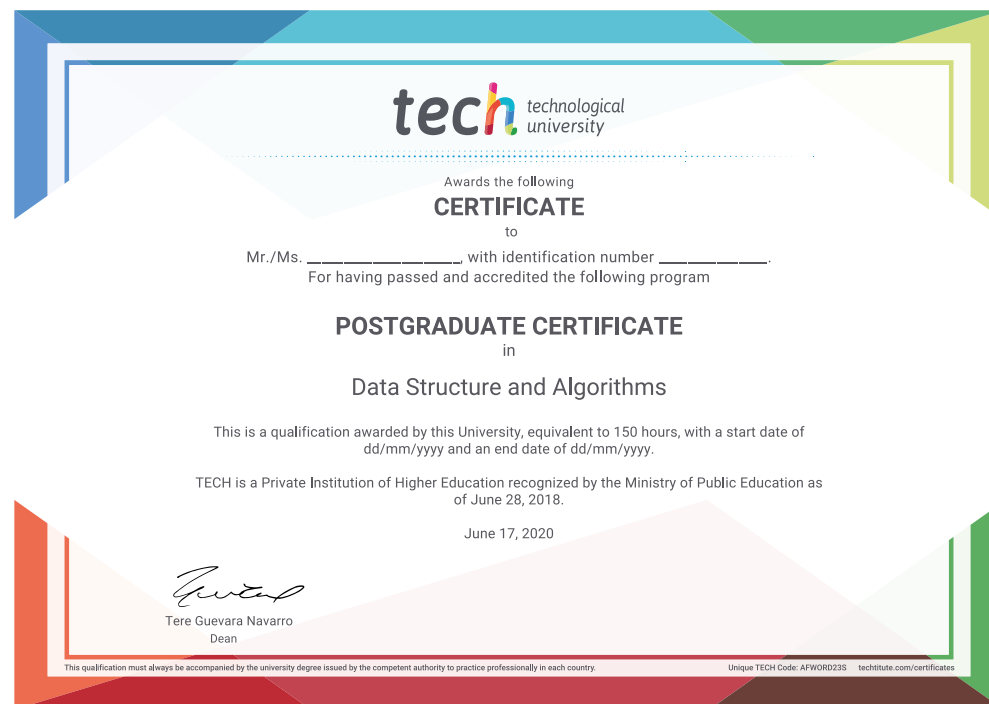 tech technological
university
Awards the following
CERTIFICATE
to
Mr./Ms. ____________________, with identification number ______________.
For having passed and accredited the following program
POSTGRADUATE CERTIFICATE
in
Data Structure and Algorithms
This is a qualification awarded by this University, equivalent to 150 hours, with a start date of
dd/mm/yyyy and an end date of dd/mm/yyyy.
TECH is a Private Institution of Higher Education recognized by the Ministry of Public Education as
of June 28, 2018.
June 17, 2020
Tere Guevara Navarro
Dean
This qualification must always be accompanied by the university degree issued by the competent authority to practice professionally in each country. Unique TECH Code: AFWORD23S techtitute.com/certificates